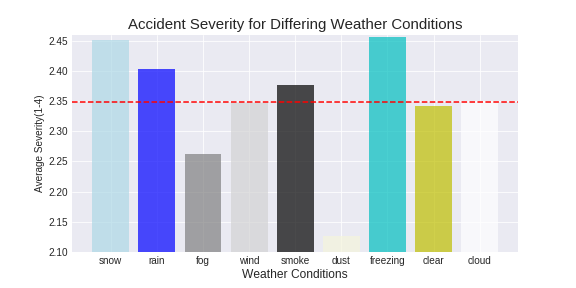 Accident Severity for Differing Weather Conditions
Average Severity(1-4)
2.45
2.40
2.35
2.30
2.25
2.20
2.15
2.10
snow rain fog wind smoke dust freezing clear cloud
Weather Conditions